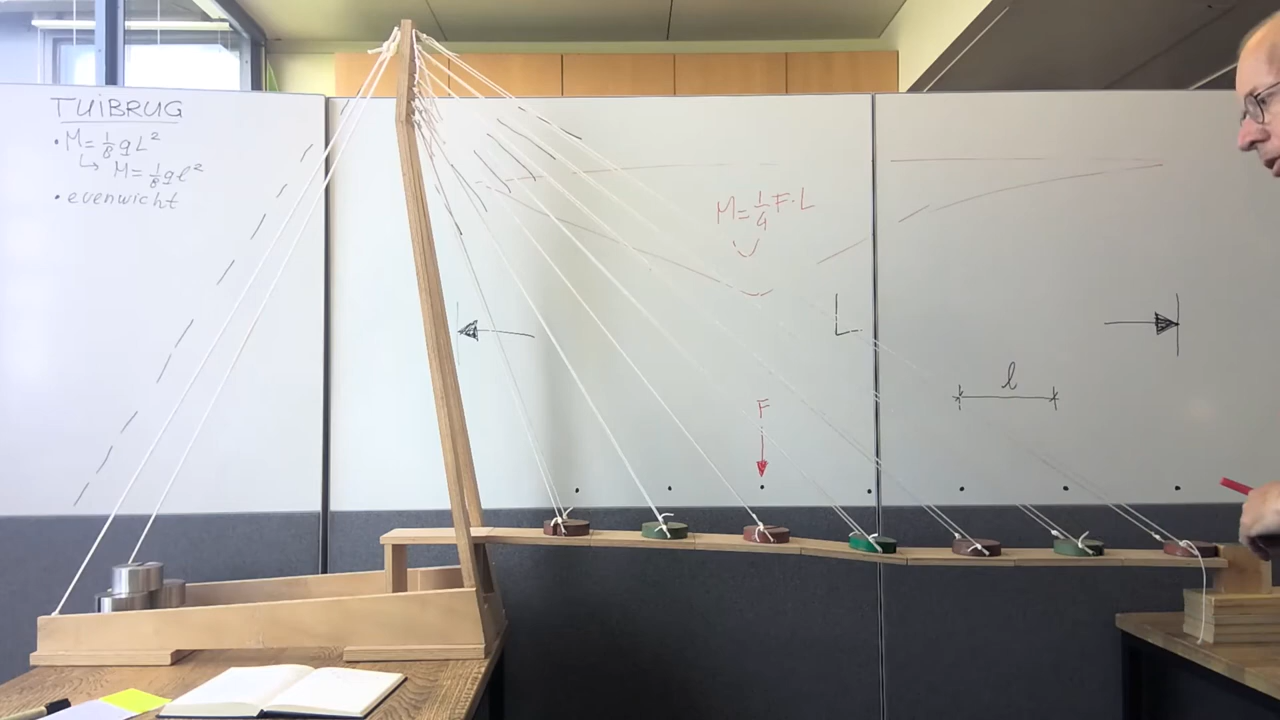 TUiBRUG
• M = 1/8 q L²
↳ M = 1/8 q l²
• evenwicht
M = 1/4 F · L
L
l
F